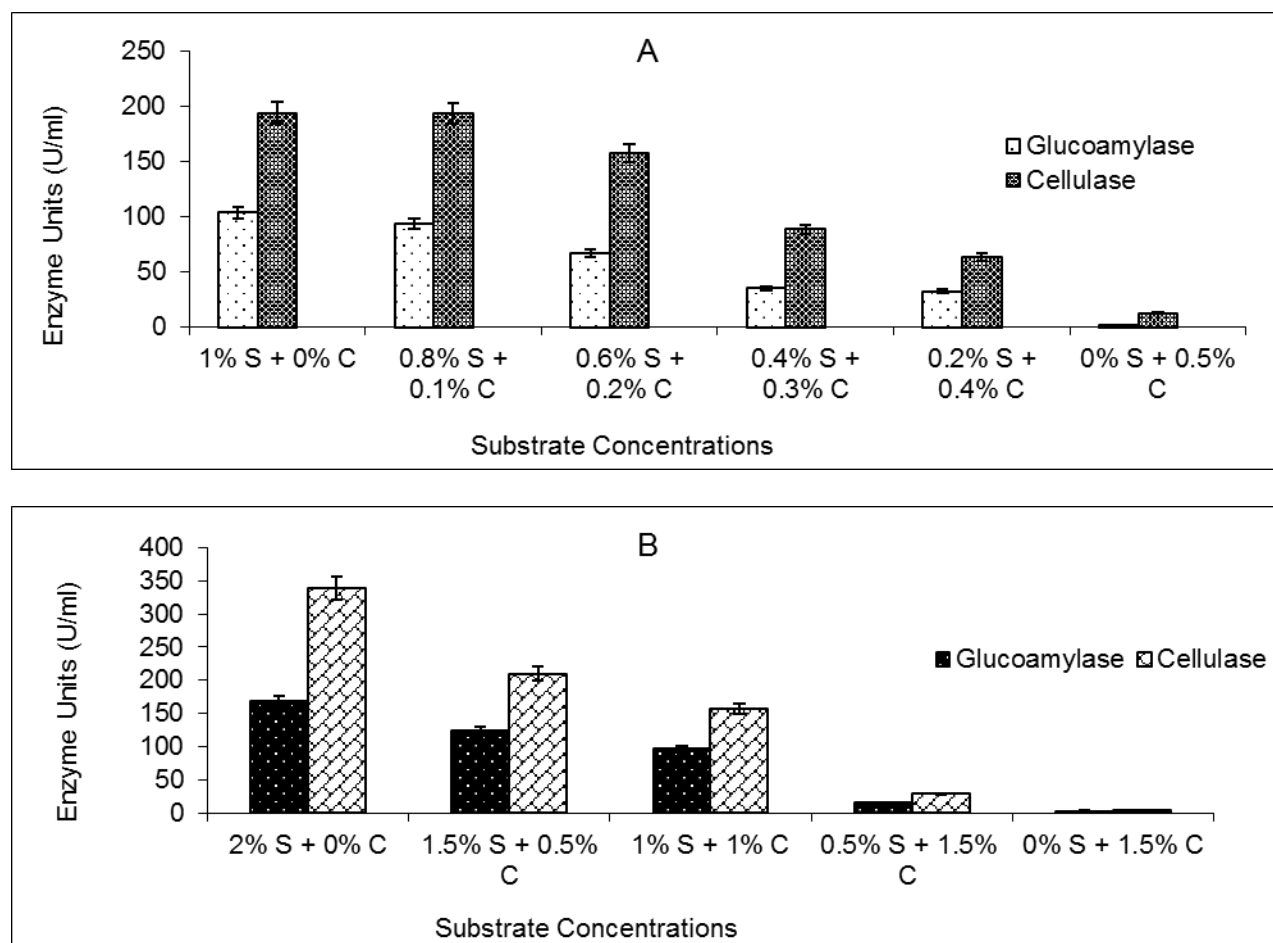 A
250
200
150
100
50
0
Enzyme Units (U/ml)
Glucoamylase
Cellulase
1% S + 0% C
0.8% S +
0.1% C
0.6% S +
0.2% C
0.4% S +
0.3% C
0.2% S +
0.4% C
0% S + 0.5%
C
Substrate Concentrations
B
400
350
300
250
200
150
100
50
0
Enzyme Units (U/ml)
Glucoamylase
Cellulase
2% S + 0% C
1.5% S + 0.5%
C
1% S + 1% C
0.5% S + 1.5%
C
0% S + 1.5% C
Substrate Concentrations